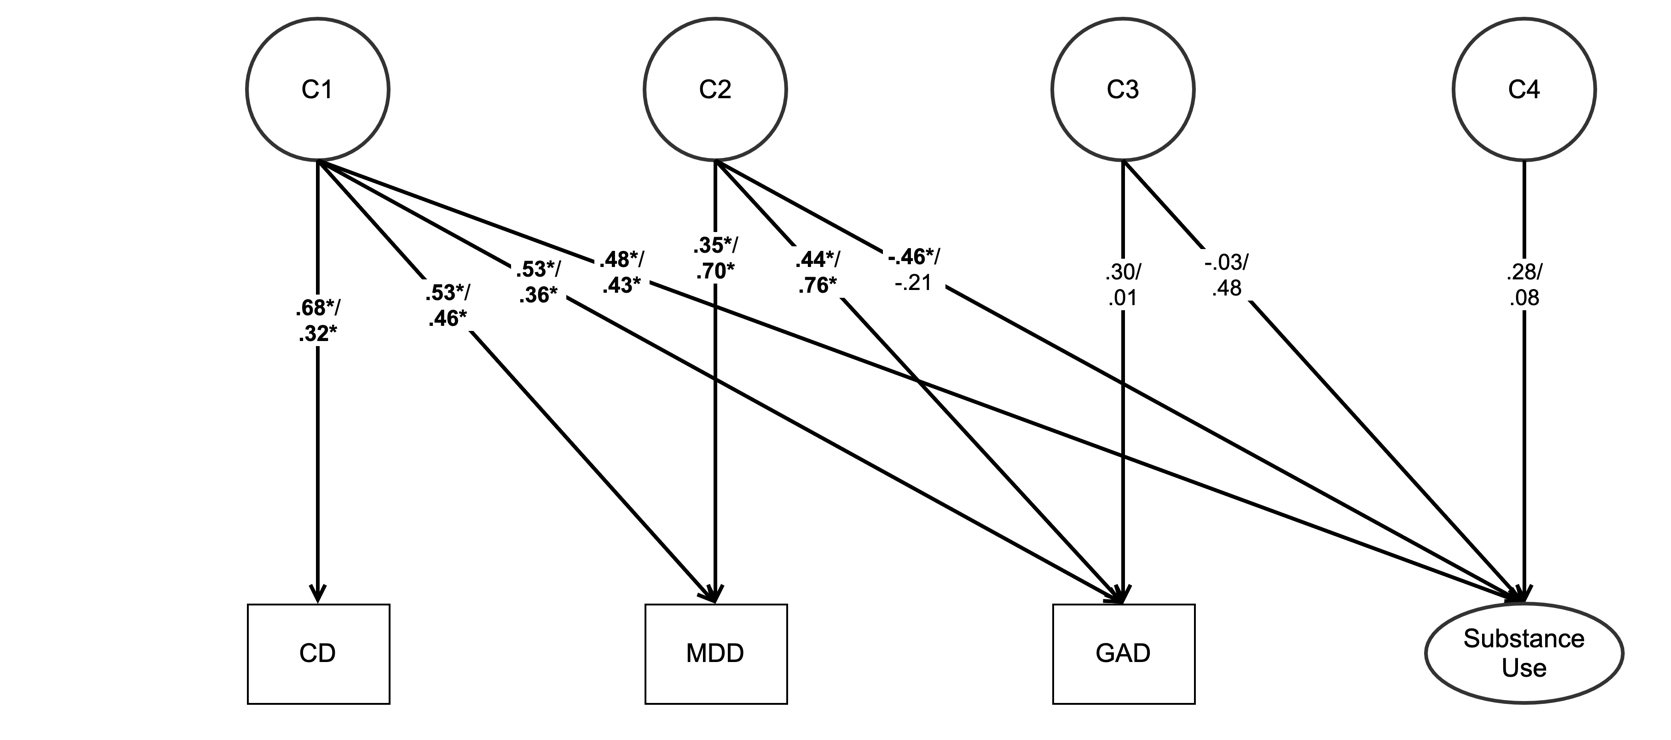 C1
C2
C3
C4
.68*/
.32*
.53*/
.46*
.53*/
.36*
.48*/
.43*
.35*/
.70*
.44*/
.76*
-.46*/
-.21
.30/
.01
-.03/
.48
.28/
.08
CD
MDD
GAD
Substance
Use